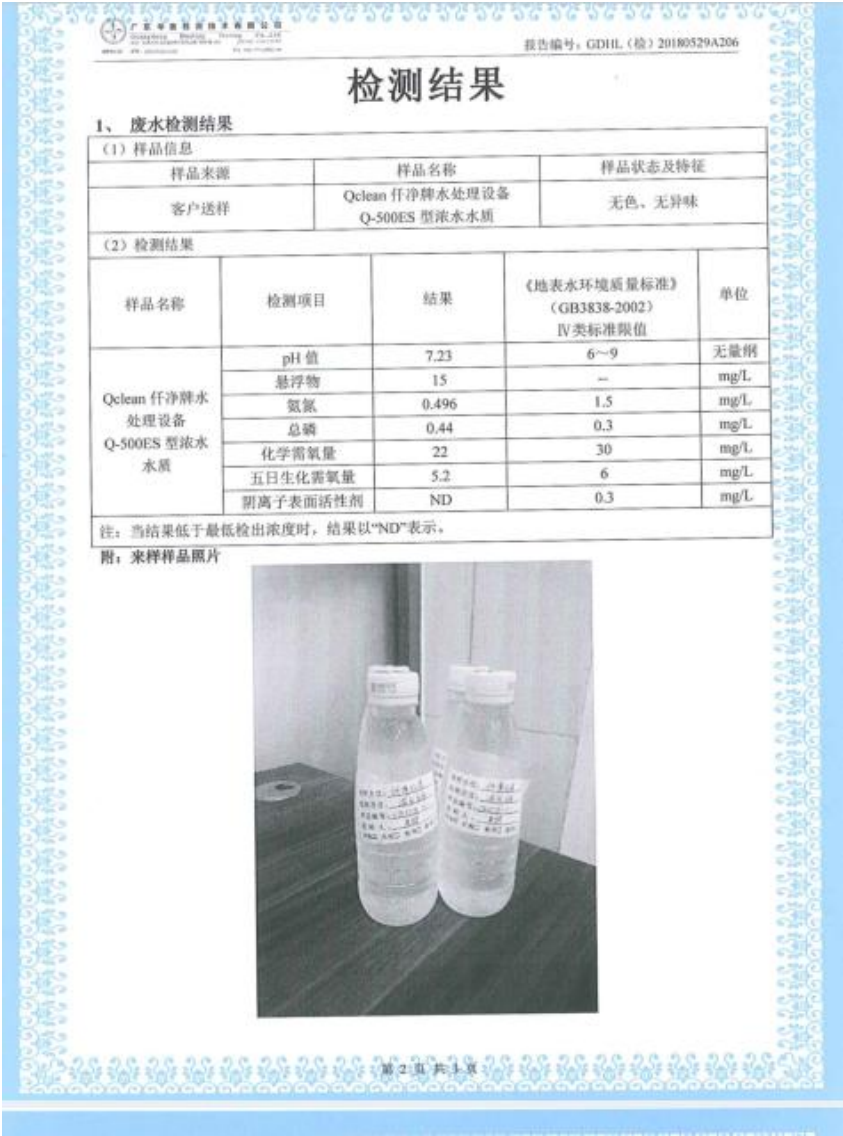 报告编号：GDHL（检）20180529A206
检测结果
1、 废水检测结果
（1）样品信息
样品来源 样品名称 样品状态及特征
客户送样 Qclean 仟净牌水处理设备 Q-500ES 型浓水水质 无色、无异味
（2）检测结果
样品名称 检测项目 结果 《地表水环境质量标准》（GB3838-2002）Ⅳ类标准限值 单位
Qclean 仟净牌水处理设备 Q-500ES 型浓水水质
pH 值 7.23 6～9 无量纲
悬浮物 15 -- mg/L
氨氮 0.496 1.5 mg/L
总磷 0.44 0.3 mg/L
化学需氧量 22 30 mg/L
五日生化需氧量 5.2 6 mg/L
阴离子表面活性剂 ND 0.3 mg/L
注：当结果低于最低检出浓度时，结果以“ND”表示。
附：来样样品照片
第 2 页 共 3 页